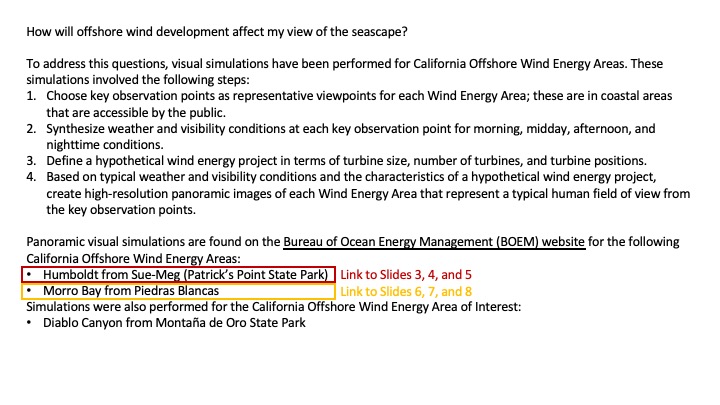 How will offshore wind development affect my view of the seascape?
To address this questions, visual simulations have been performed for California Offshore Wind Energy Areas. These
simulations involved the following steps:
1. Choose key observation points as representative viewpoints for each Wind Energy Area; these are in coastal areas
that are accessible by the public.
2. Synthesize weather and visibility conditions at each key observation point for morning, midday, afternoon, and
nighttime conditions.
3. Define a hypothetical wind energy project in terms of turbine size, number of turbines, and turbine positions.
4. Based on typical weather and visibility conditions and the characteristics of a hypothetical wind energy project,
create high-resolution panoramic images of each Wind Energy Area that represent a typical human field of view from
the key observation points.
Panoramic visual simulations are found on the Bureau of Ocean Energy Management (BOEM) website for the following
California Offshore Wind Energy Areas:
• Humboldt from Sue-Meg (Patrick's Point State Park) Link to Slides 3, 4, and 5
• Morro Bay from Piedras Blancas Link to Slides 6, 7, and 8
Simulations were also performed for the California Offshore Wind Energy Area of Interest:
• Diablo Canyon from Montaña de Oro State Park